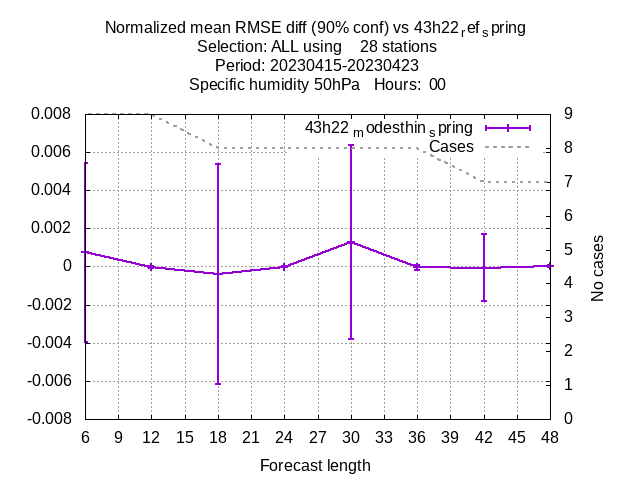 Normalized mean RMSE diff (90% conf) vs 43h22refspring
Selection: ALL using 28 stations
Period: 20230415-20230423
Specific humidity 50hPa Hours: 00
43h22modesthinspring
Cases
0.008
0.006
0.004
0.002
0
-0.002
-0.004
-0.006
-0.008
9
8
7
6
5
4
3
2
1
0
No cases
6 9 12 15 18 21 24 27 30 33 36 39 42 45 48
Forecast length